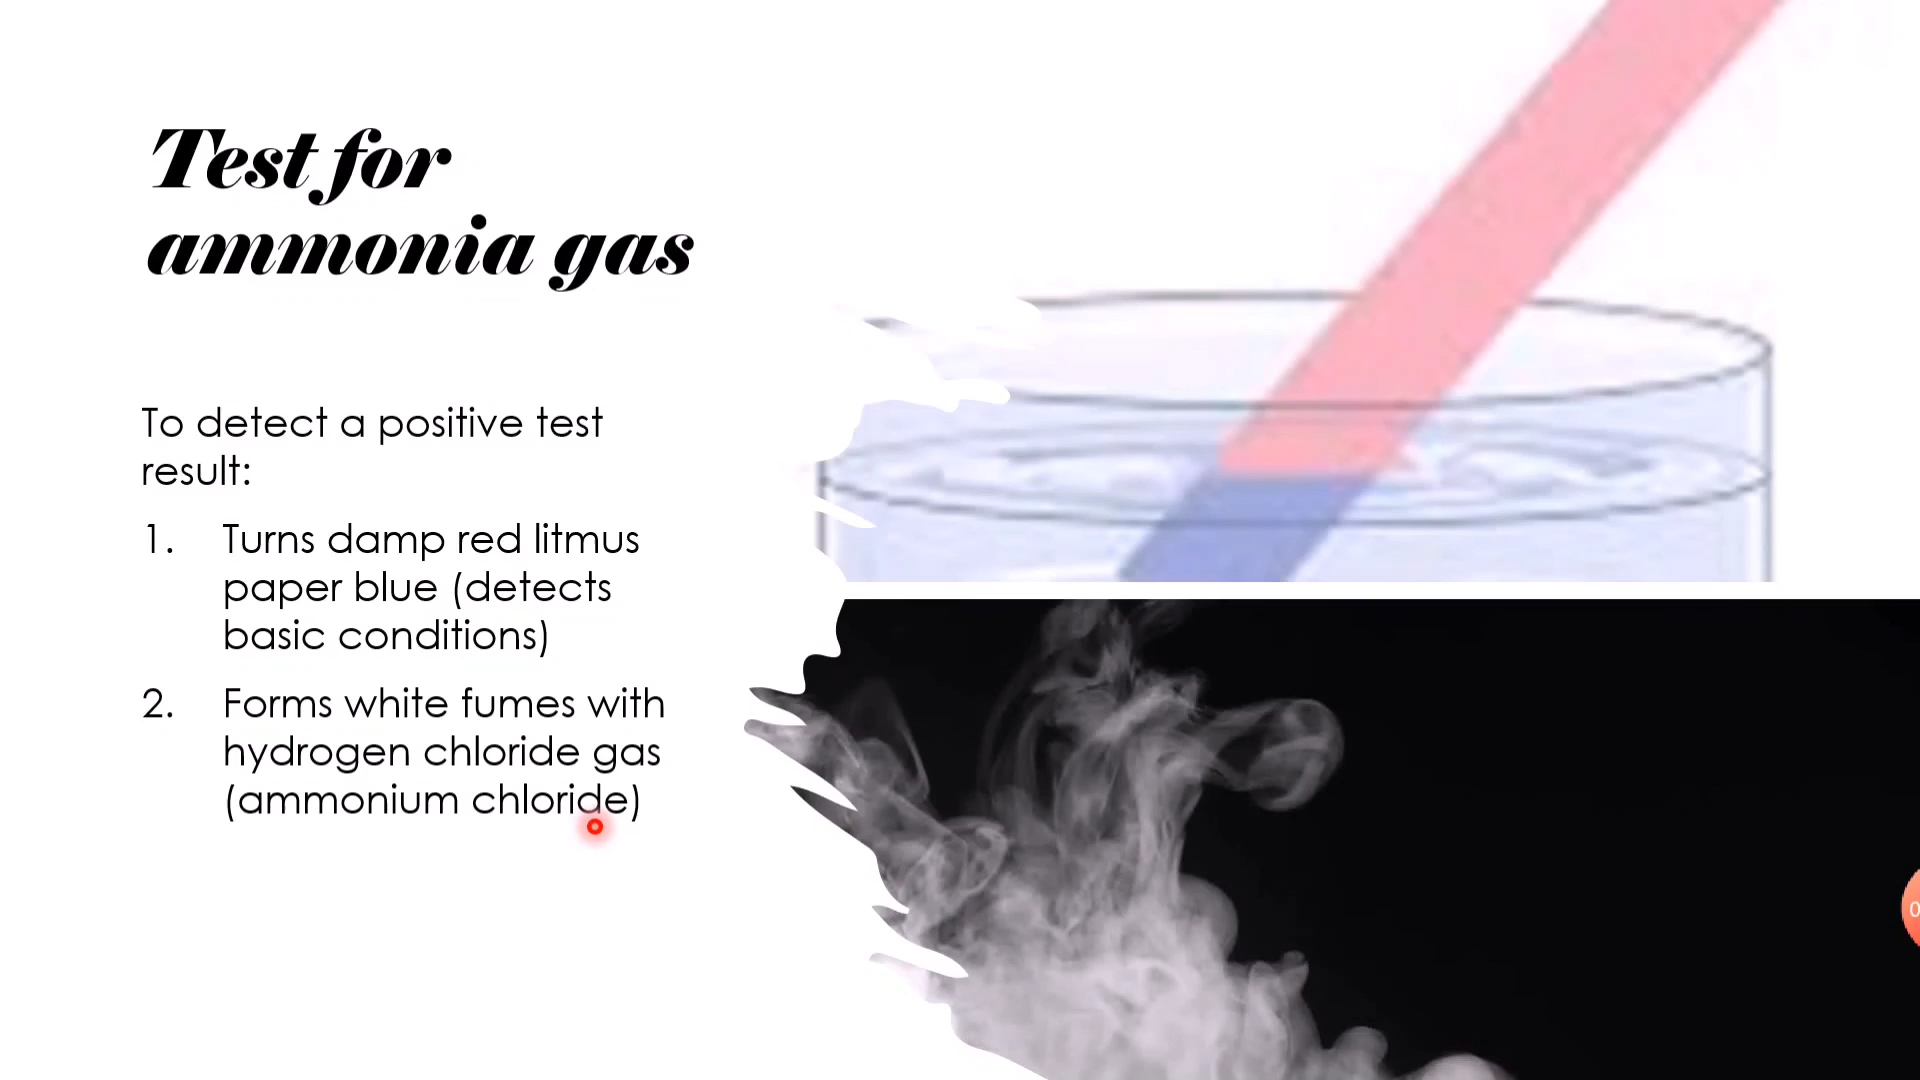 Test for
ammonia gas
To detect a positive test
result:
1. Turns damp red litmus
paper blue (detects
basic conditions)
2. Forms white fumes with
hydrogen chloride gas
(ammonium chloride)
0